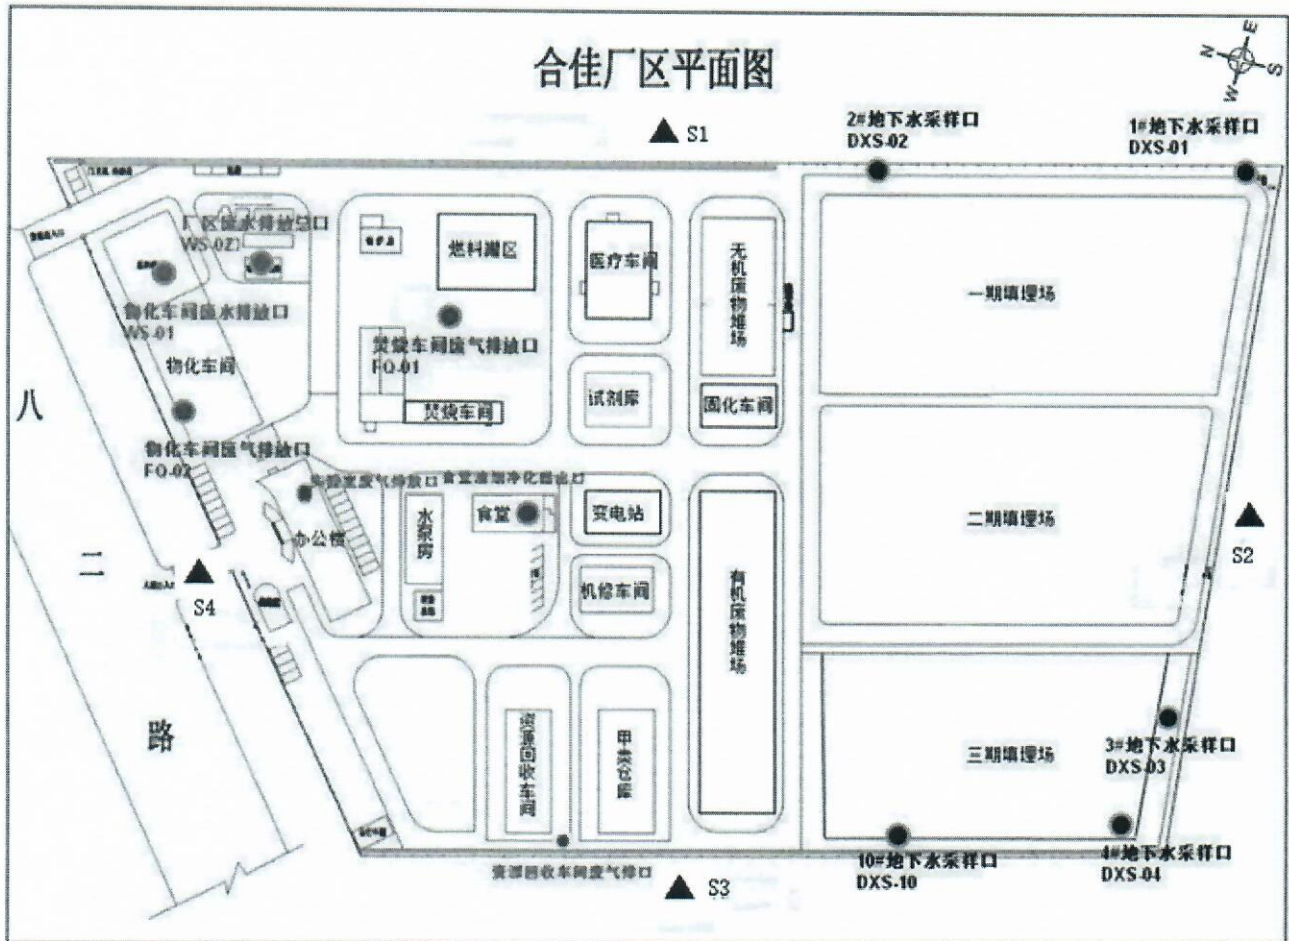 合佳厂区平面图
N
E
S
W
S1
2#地下水采样口
DXS-02
1#地下水采样口
DXS-01
厂区废水排放总口
WS-02
燃料罐区
医疗车间
无机废物堆场
一期填埋场
物化车间废水排放口
WS-01
焚烧车间废气排放口
FQ-01
物化车间
试剂库
固化车间
焚烧车间
八
二
路
物化车间废气排放口
FQ-02
食堂油烟净化器出口
食堂
水泵房
变电站
二期填埋场
S2
办公楼
机修车间
有机废物堆场
S4
资源回收车间
甲类仓库
三期填埋场
3#地下水采样口
DXS-03
10#地下水采样口
DXS-10
4#地下水采样口
DXS-04
资源回收车间废气排口
S3